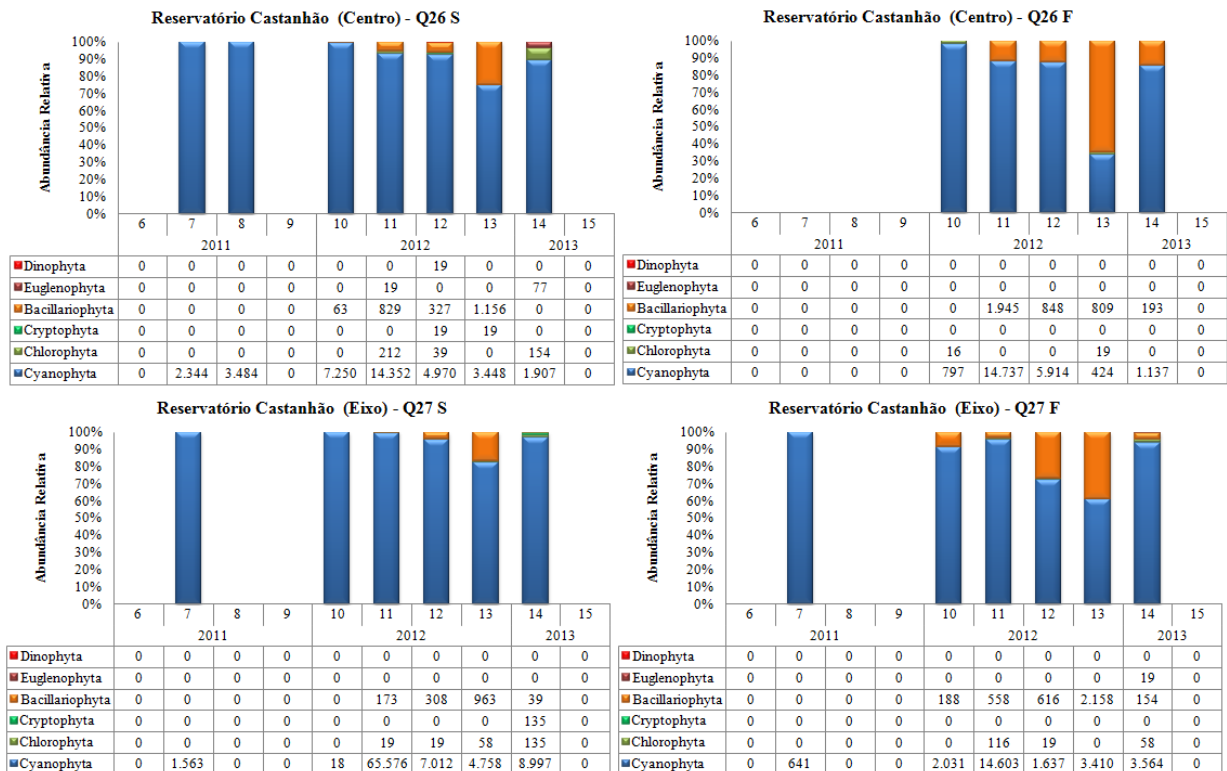 Reservatório Castanhão (Centro) - Q26 S
Abundância Relativa
100%
90%
80%
70%
60%
50%
40%
30%
20%
10%
0%
6 7 8 9 10 11 12 13 14 15
2011 2012 2013
Dinophyta 0 0 0 0 0 0 19 0 0 0
Euglenophyta 0 0 0 0 0 19 0 0 77 0
Bacillariophyta 0 0 0 0 63 829 327 1.156 0 0
Cryptophyta 0 0 0 0 0 0 19 19 0 0
Chlorophyta 0 0 0 0 0 212 39 0 154 0
Cyanophyta 0 2.344 3.484 0 7.250 14.352 4.970 3.448 1.907 0
Reservatório Castanhão (Centro) - Q26 F
Abundância Relativa
100%
90%
80%
70%
60%
50%
40%
30%
20%
10%
0%
6 7 8 9 10 11 12 13 14 15
2011 2012 2013
Dinophyta 0 0 0 0 0 0 0 0 0 0
Euglenophyta 0 0 0 0 0 0 0 0 0 0
Bacillariophyta 0 0 0 0 0 1.945 848 809 193 0
Cryptophyta 0 0 0 0 0 0 0 0 0 0
Chlorophyta 0 0 0 0 16 0 0 19 0 0
Cyanophyta 0 0 0 0 797 14.737 5.914 424 1.137 0
Reservatório Castanhão (Eixo) - Q27 S
Abundância Relativa
100%
90%
80%
70%
60%
50%
40%
30%
20%
10%
0%
6 7 8 9 10 11 12 13 14 15
2011 2012 2013
Dinophyta 0 0 0 0 0 0 0 0 0 0
Euglenophyta 0 0 0 0 0 0 0 0 0 0
Bacillariophyta 0 0 0 0 0 173 308 963 39 0
Cryptophyta 0 0 0 0 0 0 0 0 135 0
Chlorophyta 0 0 0 0 0 19 19 58 135 0
Cyanophyta 0 1.563 0 0 18 65.576 7.012 4.758 8.997 0
Reservatório Castanhão (Eixo) - Q27 F
Abundância Relativa
100%
90%
80%
70%
60%
50%
40%
30%
20%
10%
0%
6 7 8 9 10 11 12 13 14 15
2011 2012 2013
Dinophyta 0 0 0 0 0 0 0 0 0 0
Euglenophyta 0 0 0 0 0 0 0 0 19 0
Bacillariophyta 0 0 0 0 188 558 616 2.158 154 0
Cryptophyta 0 0 0 0 0 0 0 0 0 0
Chlorophyta 0 0 0 0 0 116 19 0 58 0
Cyanophyta 0 641 0 0 2.031 14.603 1.637 3.410 3.564 0